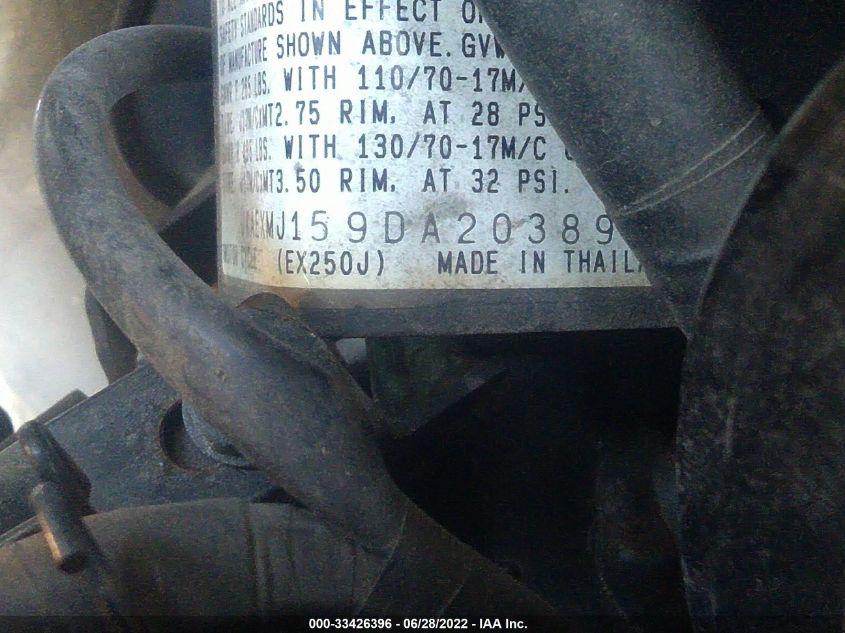 SAFETY STANDARDS IN EFFECT O
MANUFACTURE SHOWN ABOVE. GVW
LBS. WITH 110/70-17M/
2.75 RIM. AT 28 PS
LBS. WITH 130/70-17M/C
3.50 RIM. AT 32 PSI.
MJ159DA20389
(EX250J) MADE IN THAIL
000-33426396 - 06/28/2022 - IAA Inc.